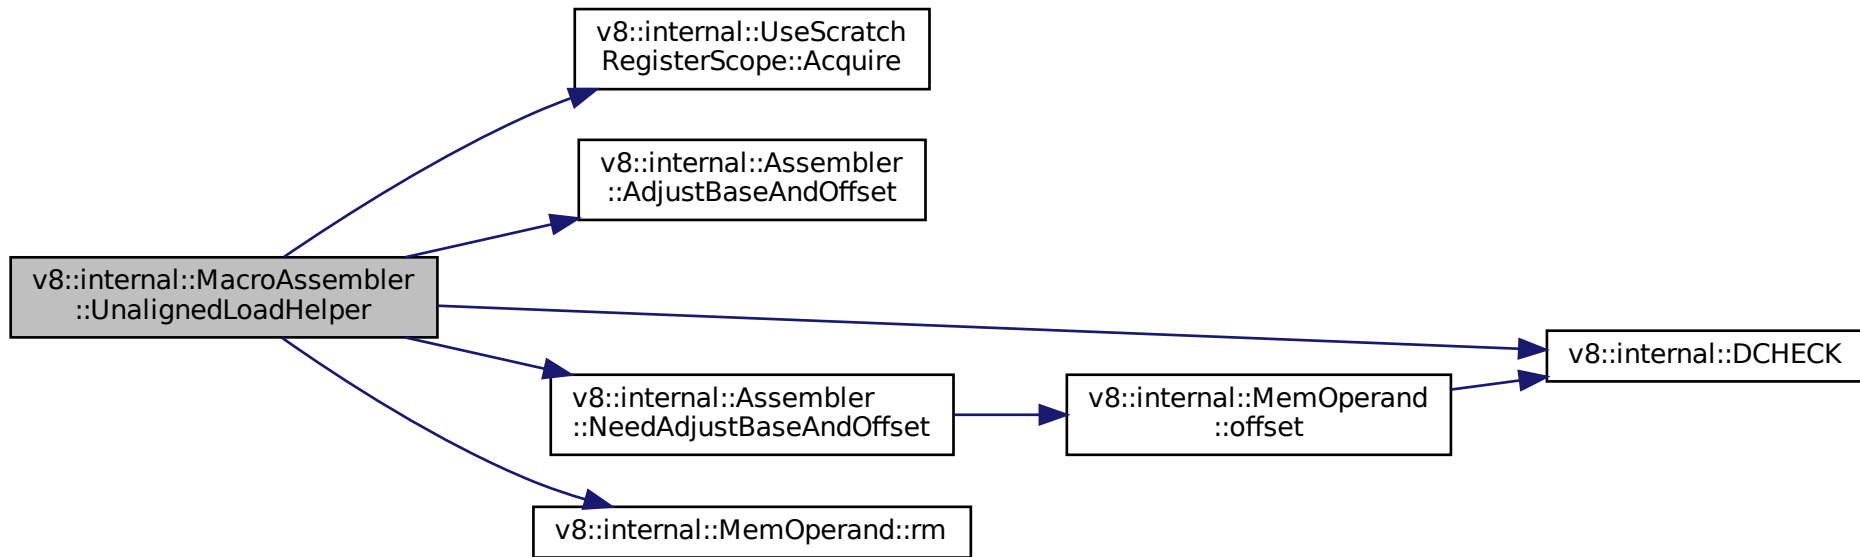 v8::internal::UseScratch
RegisterScope::Acquire
v8::internal::Assembler
::AdjustBaseAndOffset
v8::internal::MacroAssembler
::UnalignedLoadHelper
v8::internal::DCHECK
v8::internal::Assembler
::NeedAdjustBaseAndOffset
v8::internal::MemOperand
::offset
v8::internal::MemOperand::rm